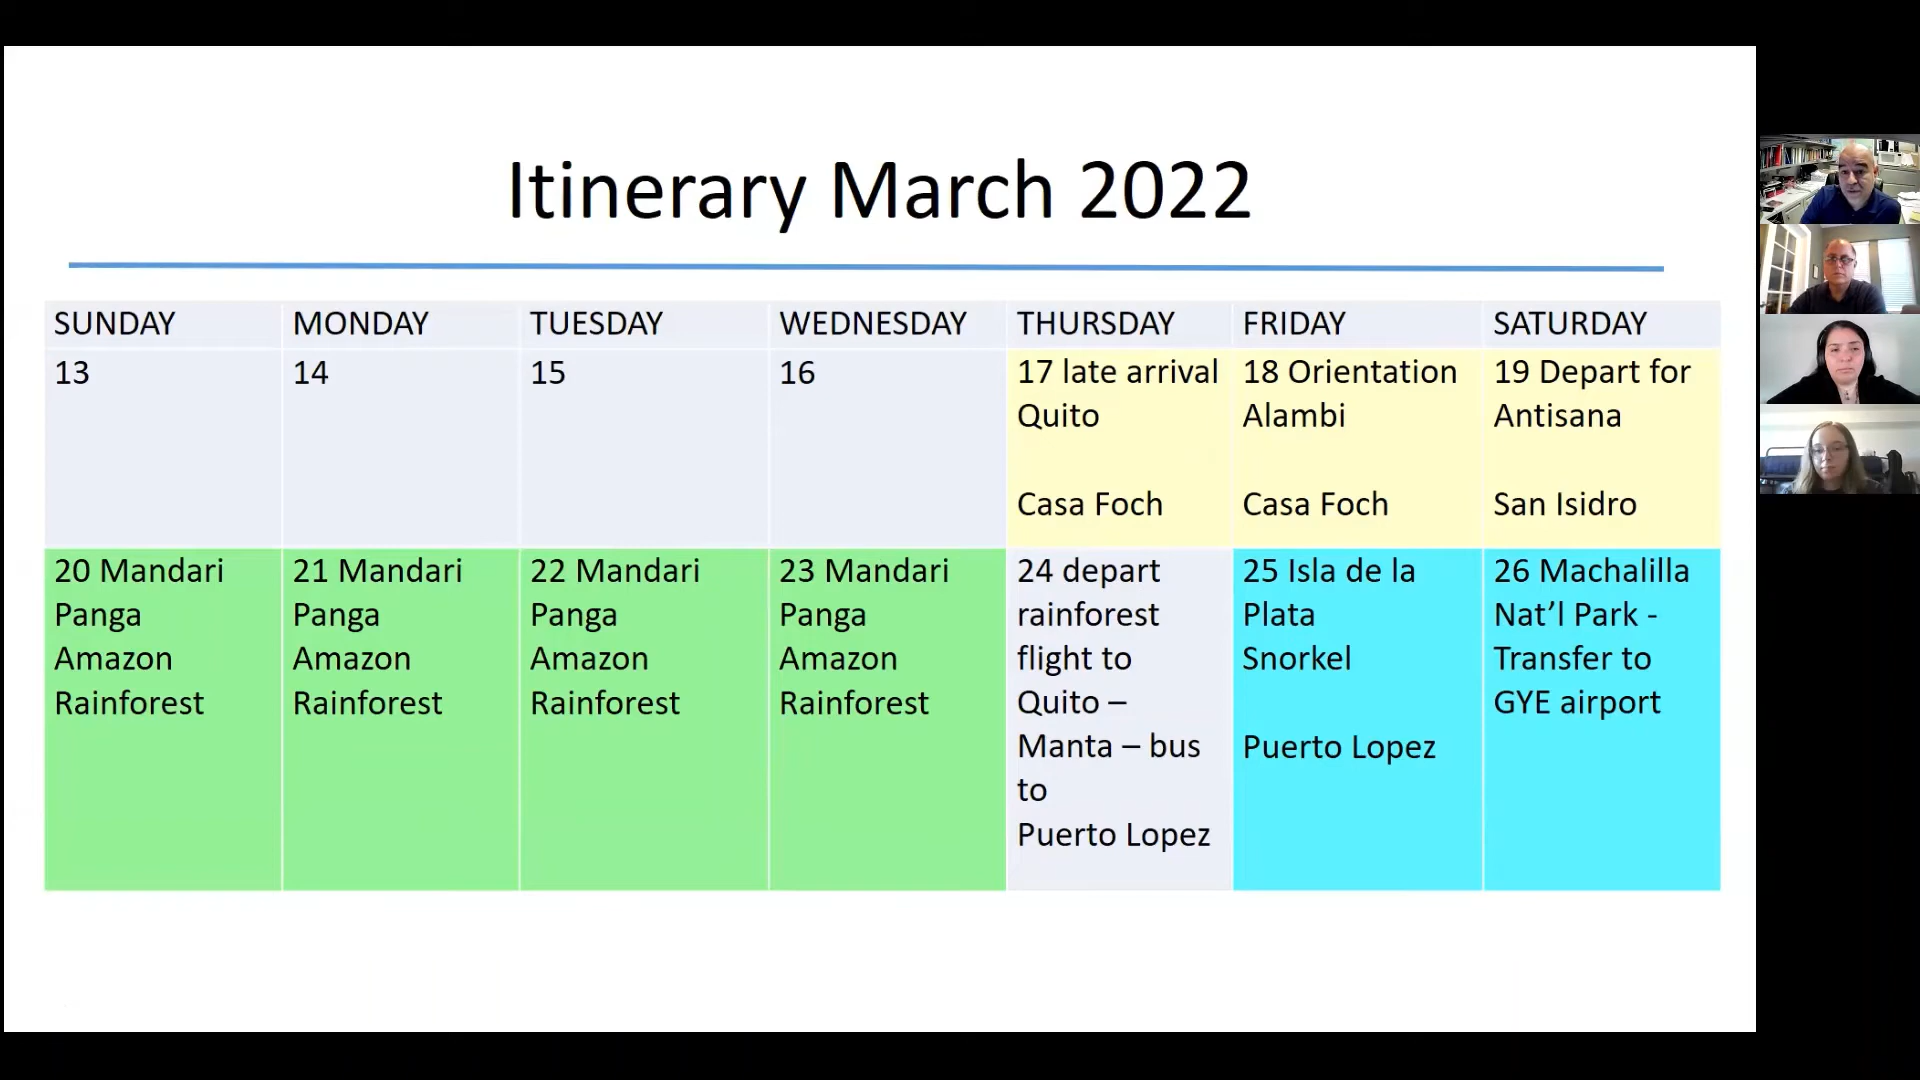 Itinerary March 2022
SUNDAY
MONDAY
TUESDAY
WEDNESDAY
THURSDAY
FRIDAY
SATURDAY
13
14
15
16
17 late arrival
Quito
Casa Foch
18 Orientation
Alambi
Casa Foch
19 Depart for
Antisana
San Isidro
20 Mandari
Panga
Amazon
Rainforest
21 Mandari
Panga
Amazon
Rainforest
22 Mandari
Panga
Amazon
Rainforest
23 Mandari
Panga
Amazon
Rainforest
24 depart
rainforest
flight to
Quito –
Manta – bus
to
Puerto Lopez
25 Isla de la
Plata
Snorkel
Puerto Lopez
26 Machalilla
Nat’l Park -
Transfer to
GYE airport